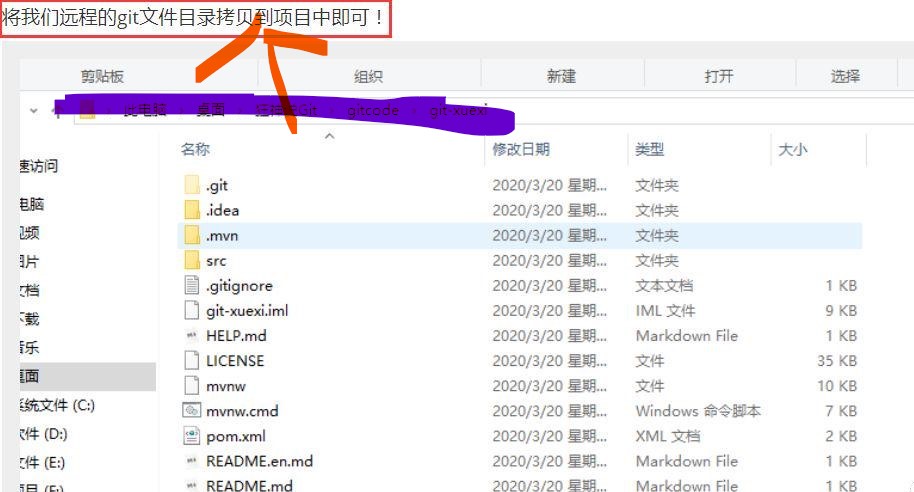 将我们远程的git文件目录拷贝到项目中即可！
剪贴板 组织 新建 打开 选择
此电脑 桌面 Git gitcode git-xuexi
名称 修改日期 类型 大小
速访问
.git 2020/3/20 星期... 文件夹
电脑
.idea 2020/3/20 星期... 文件夹
视频
.mvn 2020/3/20 星期... 文件夹
图片
src 2020/3/20 星期... 文件夹
文档
.gitignore 2020/3/20 星期... 文本文档 1 KB
下载
git-xuexi.iml 2020/3/20 星期... IML 文件 9 KB
音乐
HELP.md 2020/3/20 星期... Markdown File 1 KB
LICENSE 2020/3/20 星期... 文件 35 KB
桌面
mvnw 2020/3/20 星期... 文件 10 KB
系统文件 (C:)
mvnw.cmd 2020/3/20 星期... Windows 命令脚本 7 KB
软件 (D:)
pom.xml 2020/3/20 星期... XML 文档 2 KB
文件 (E:)
README.en.md 2020/3/20 星期... Markdown File 1 KB
项目 (F:)
README.md 2020/3/20 星期... Markdown File 1 KB